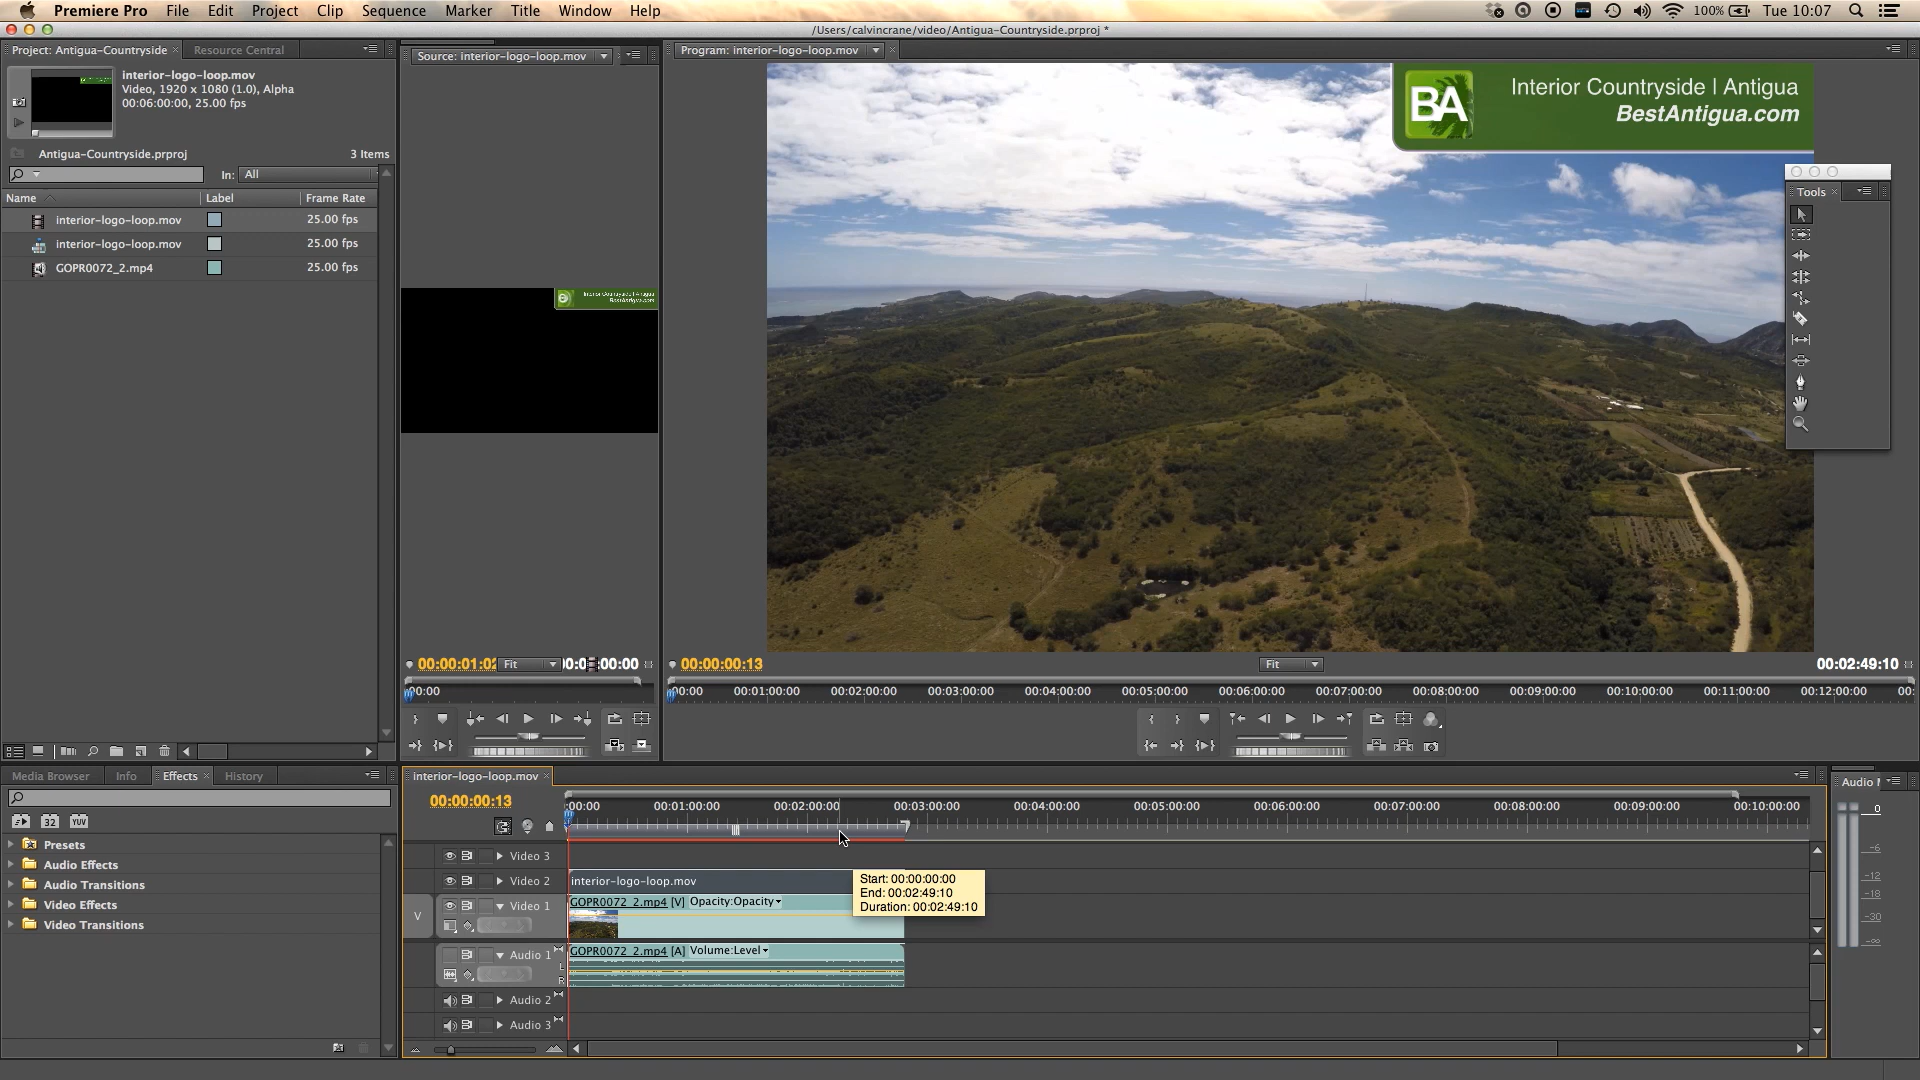 Premiere Pro File Edit Project Clip Sequence Marker Title Window Help
100% Tue 10:07
/Users/calvincrane/video/Antigua-Countryside.prproj *
Project: Antigua-Countryside Resource Central
interior-logo-loop.mov
Video, 1920 x 1080 (1.0), Alpha
00:06:00:00, 25.00 fps
Antigua-Countryside.prproj 3 Items
In: All
Name Label Frame Rate
interior-logo-loop.mov 25.00 fps
interior-logo-loop.mov 25.00 fps
GOPR0072_2.mp4 25.00 fps
Source: interior-logo-loop.mov
Interior Countryside | Antigua
BestAntigua.com
00:00:01:02 Fit
00:00
Program: interior-logo-loop.mov
BA
Interior Countryside | Antigua
BestAntigua.com
Tools
00:00:00:13 Fit 00:02:49:10
00:00 00:01:00:00 00:02:00:00 00:03:00:00 00:04:00:00 00:05:00:00 00:06:00:00 00:07:00:00 00:08:00:00 00:09:00:00 00:10:00:00 00:11:00:00 00:12:00:00 00:
Media Browser Info Effects History
32 YUV
Presets
Audio Effects
Audio Transitions
Video Effects
Video Transitions
interior-logo-loop.mov
00:00:00:13
:00:00 00:01:00:00 00:02:00:00 00:03:00:00 00:04:00:00 00:05:00:00 00:06:00:00 00:07:00:00 00:08:00:00 00:09:00:00 00:10:00:00
Video 3
Video 2 interior-logo-loop.mov
V Video 1 GOPR0072_2.mp4 [V] Opacity:Opacity
Audio 1 GOPR0072_2.mp4 [A] Volume:Level
L
R
Audio 2
Audio 3
Start: 00:00:00:00
End: 00:02:49:10
Duration: 00:02:49:10
Audio
0
-6
-12
-18
-30
-∞